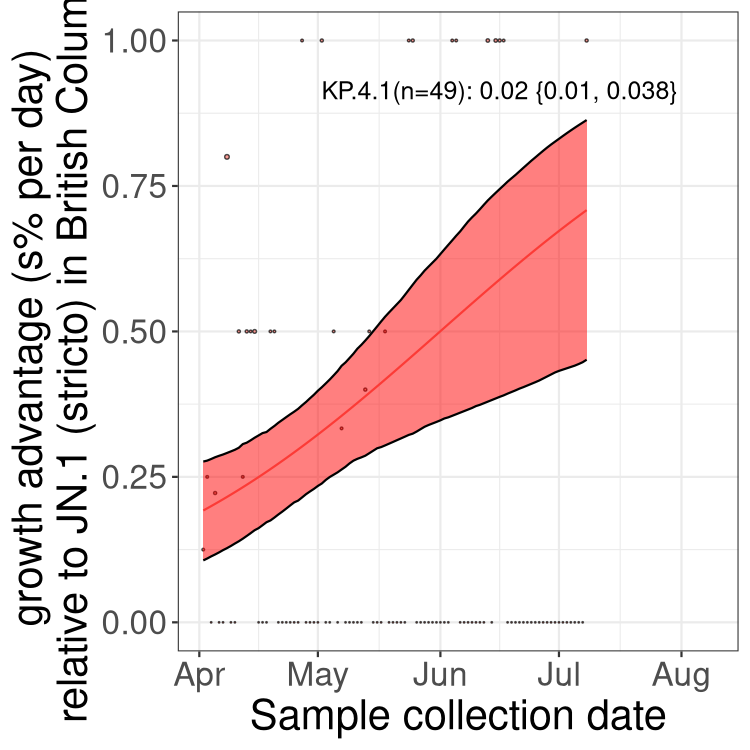 growth advantage (s% per day)
relative to JN.1 (stricto) in British Colum
1.00
0.75
0.50
0.25
0.00
KP.4.1(n=49): 0.02 {0.01, 0.038}
Apr May Jun Jul Aug
Sample collection date